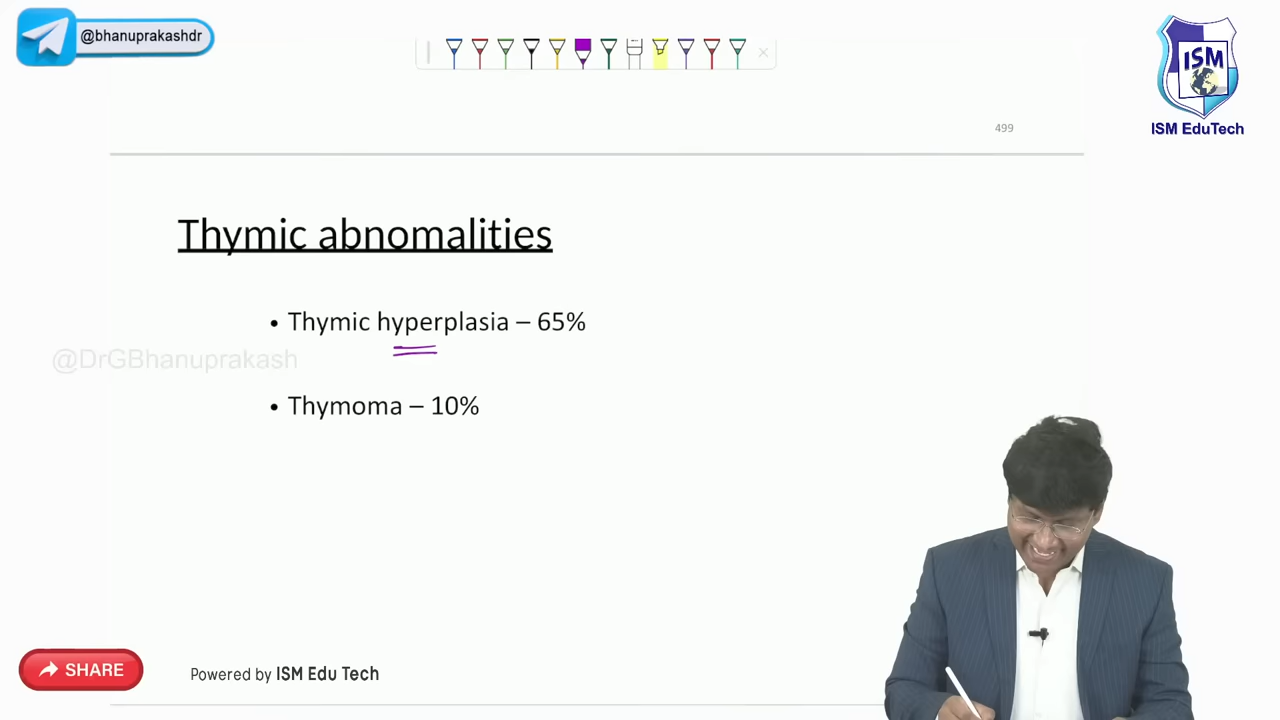 @bhanuprakashdr
ISM
ISM EduTech
499
Thymic abnomalities
• Thymic hyperplasia – 65%
@DrGBhanuprakash
• Thymoma – 10%
SHARE
Powered by ISM Edu Tech